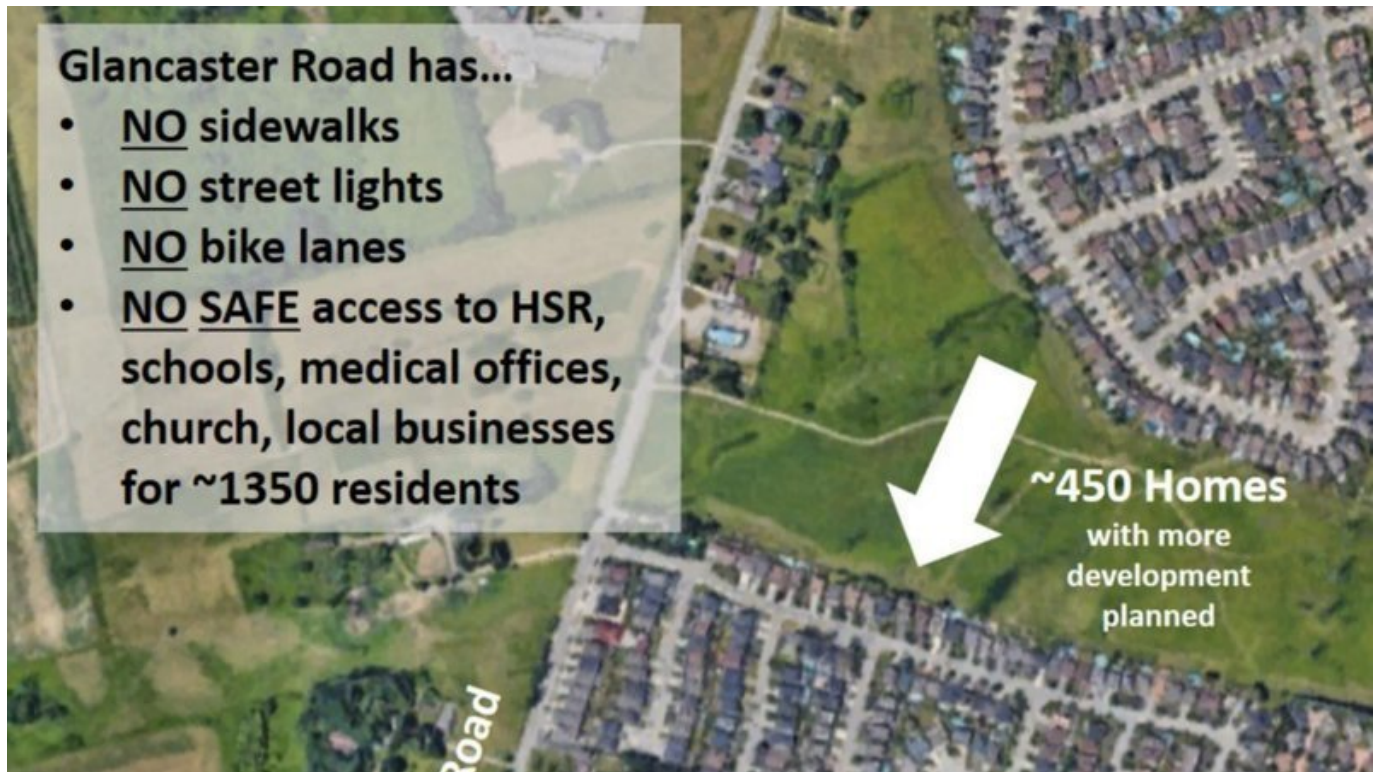 Glancaster Road has...
• NO sidewalks
• NO street lights
• NO bike lanes
• NO SAFE access to HSR,
schools, medical offices,
church, local businesses
for ~1350 residents
~450 Homes
with more
development
planned
Road